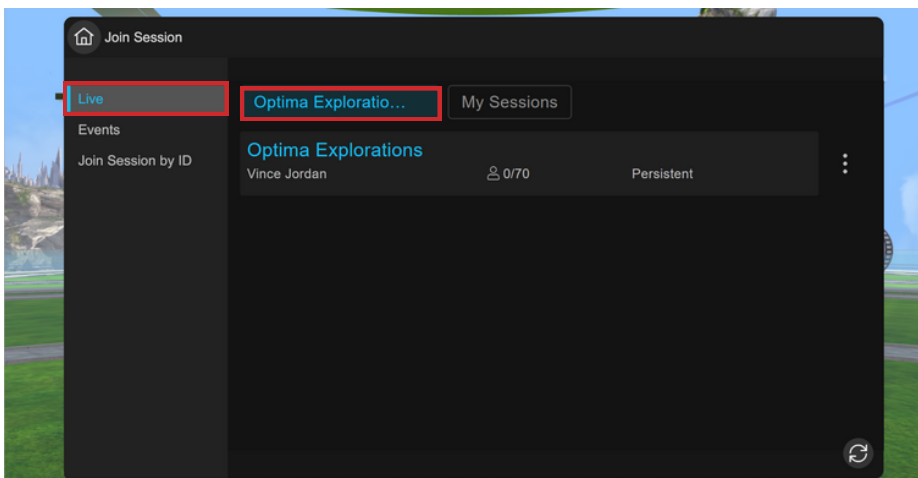 Join Session
Live
Events
Join Session by ID
Optima Exploratio...
My Sessions
Optima Explorations
Vince Jordan
0/70
Persistent